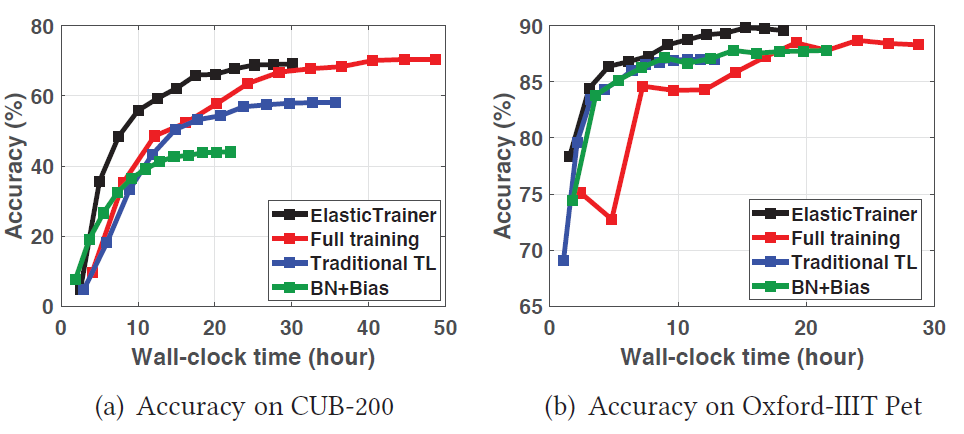 80
60
40
20
0
Accuracy (%)
0 10 20 30 40 50
Wall-clock time (hour)
ElasticTrainer
Full training
Traditional TL
BN+Bias
(a) Accuracy on CUB-200
90
85
80
75
70
65
Accuracy (%)
0 10 20 30
Wall-clock time (hour)
ElasticTrainer
Full training
Traditional TL
BN+Bias
(b) Accuracy on Oxford-IIIT Pet